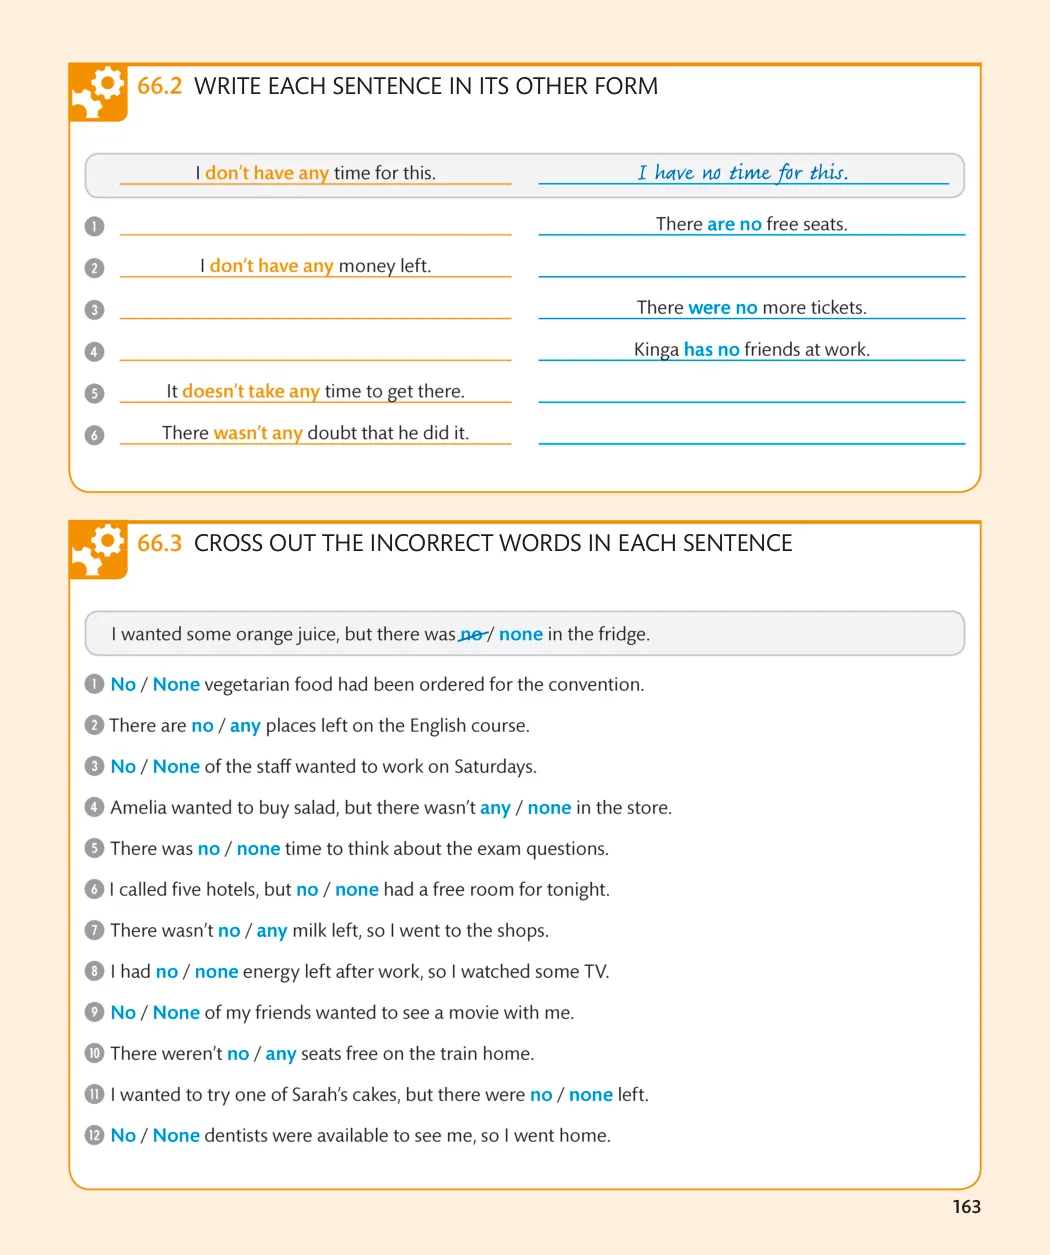 66.2 WRITE EACH SENTENCE IN ITS OTHER FORM
I don't have any time for this. I have no time for this.
1 There are no free seats.
2 I don't have any money left.
3 There were no more tickets.
4 Kinga has no friends at work.
5 It doesn't take any time to get there.
6 There wasn't any doubt that he did it.
66.3 CROSS OUT THE INCORRECT WORDS IN EACH SENTENCE
I wanted some orange juice, but there was no / none in the fridge.
1 No / None vegetarian food had been ordered for the convention.
2 There are no / any places left on the English course.
3 No / None of the staff wanted to work on Saturdays.
4 Amelia wanted to buy salad, but there wasn't any / none in the store.
5 There was no / none time to think about the exam questions.
6 I called five hotels, but no / none had a free room for tonight.
7 There wasn't no / any milk left, so I went to the shops.
8 I had no / none energy left after work, so I watched some TV.
9 No / None of my friends wanted to see a movie with me.
10 There weren't no / any seats free on the train home.
11 I wanted to try one of Sarah's cakes, but there were no / none left.
12 No / None dentists were available to see me, so I went home.
163